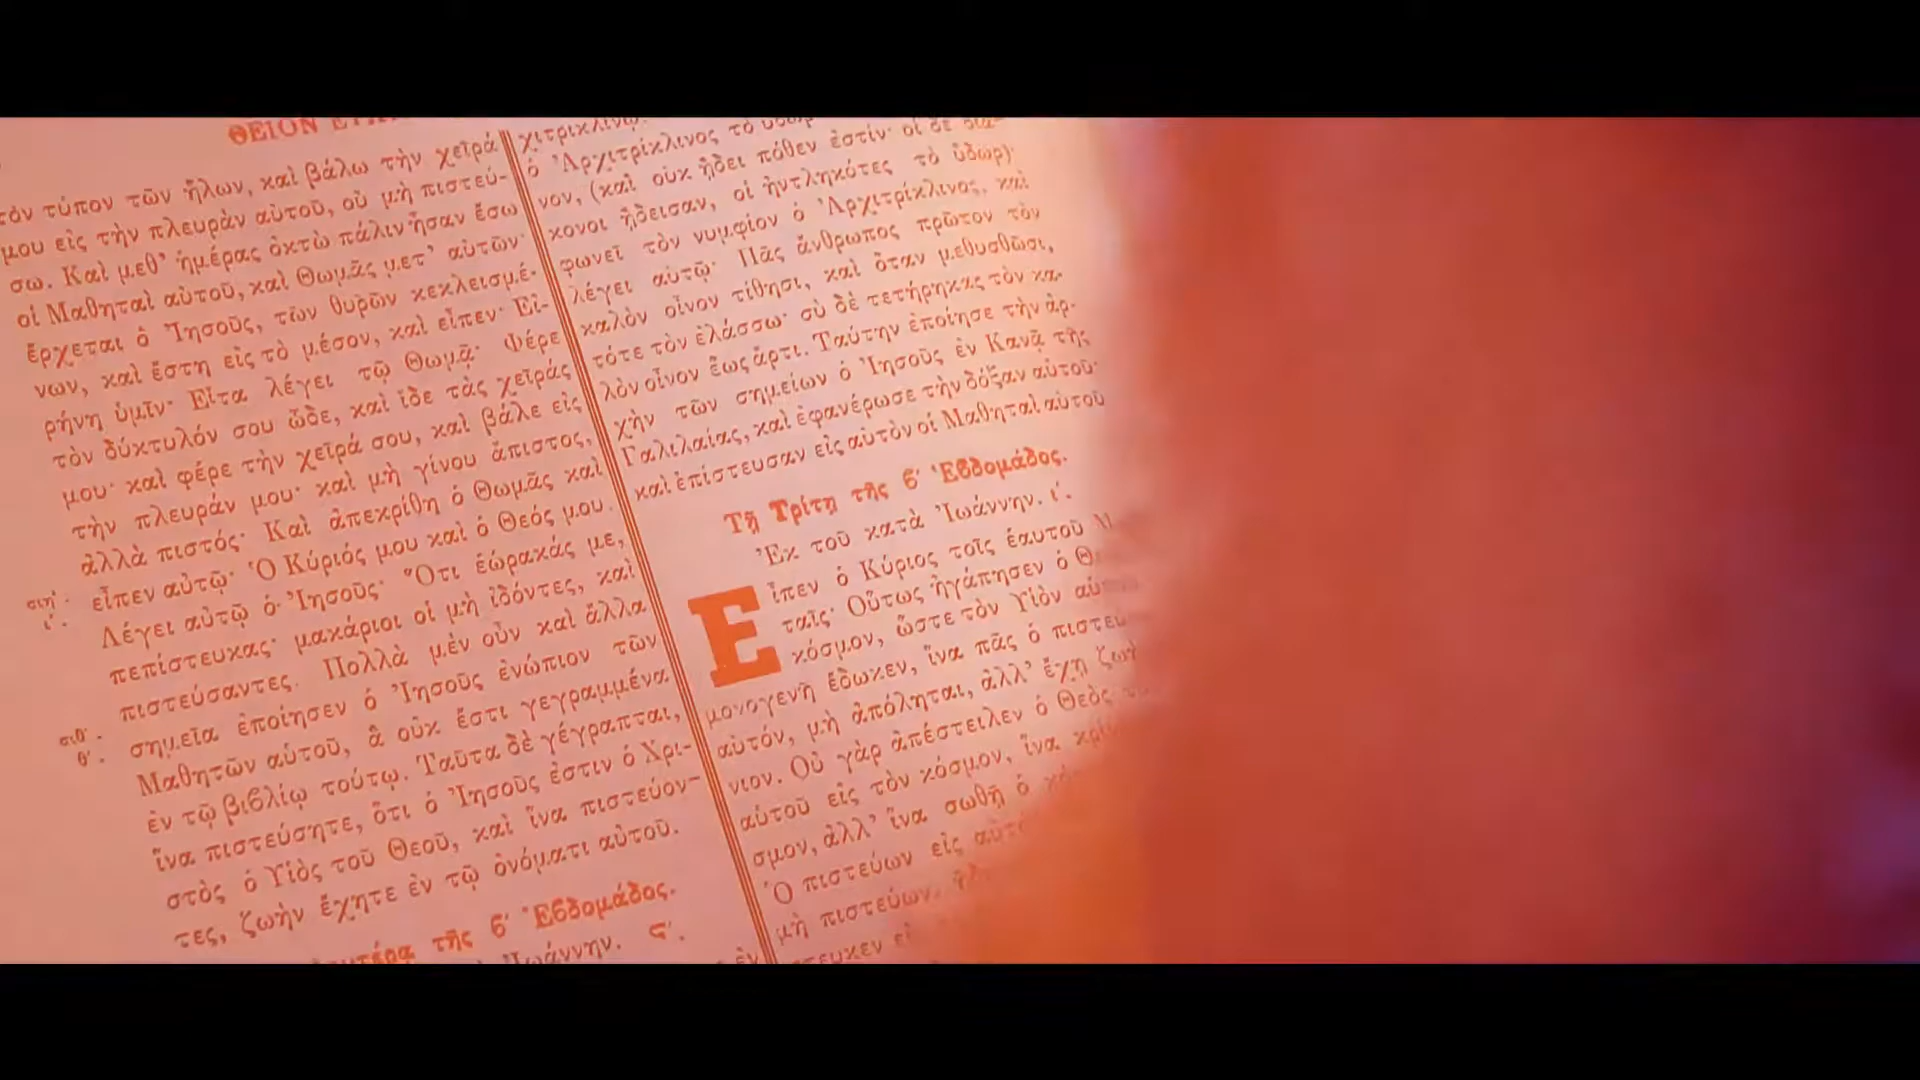 ΘΕΙΟΝ
τὸν τύπον τῶν ἥλων, καὶ βάλω τὴν χεῖρά
μου εἰς τὴν πλευρὰν αὐτοῦ, οὐ μὴ πιστεύ-
σω. Καὶ μεθ' ἡμέρας ὀκτὼ πάλιν ἦσαν ἔσω
οἱ Μαθηταὶ αὐτοῦ, καὶ Θωμᾶς μετ' αὐτῶν·
ἔρχεται ὁ Ἰησοῦς, τῶν θυρῶν κεκλεισμέ-
νων, καὶ ἔστη εἰς τὸ μέσον, καὶ εἶπεν· Εἰ-
ρήνη ὑμῖν· Εἶτα λέγει τῷ Θωμᾷ· Φέρε
τὸν δύκτυλόν σου ὧδε, καὶ ἴδε τὰς χεῖράς
μου· καὶ φέρε τὴν χεῖρά σου, καὶ βάλε εἰς
τὴν πλευράν μου· καὶ μὴ γίνου ἄπιστος,
ἀλλὰ πιστός· Καὶ ἀπεκρίθη ὁ Θωμᾶς καὶ
εἶπεν αὐτῷ· Ὁ Κύριός μου καὶ ὁ Θεός μου.
σιη΄. Λέγει αὐτῷ ὁ· Ἰησοῦς· Ὅτι ἑώρακάς με,
ι΄. πεπίστευκας· μακάριοι οἱ μὴ ἰδόντες, καὶ
πιστεύσαντες. Πολλὰ μὲν οὖν καὶ ἄλλα
σημεῖα ἐποίησεν ὁ Ἰησοῦς ἐνώπιον τῶν
σιθ΄. Μαθητῶν αὑτοῦ, ἃ οὐκ ἔστι γεγραμμένα
θ΄. ἐν τῷ βιβλίῳ τούτῳ. Ταῦτα δὲ γέγραπται,
ἵνα πιστεύσητε, ὅτι ὁ Ἰησοῦς ἐστιν ὁ Χρι-
στὸς ὁ Υἱὸς τοῦ Θεοῦ, καὶ ἵνα πιστεύον-
τες, ζωὴν ἔχητε ἐν τῷ ὀνόματι αὐτοῦ.
τῆς ϐ΄ Ἑϐδομάδος.
Ἰωάννην. ϛ΄.
χιτρικλίνῳ.
ὁ Ἀρχιτρίκλινος τὸ ὕδωρ
νον, (καὶ οὐκ ᾔδει πόθεν ἐστίν· οἱ δὲ διά-
κονοι ᾔδεισαν, οἱ ἠντληκότες τὸ ὕδωρ)·
φωνεῖ τὸν νυμφίον ὁ Ἀρχιτρίκλινος, καὶ
λέγει αὐτῷ· Πᾶς ἄνθρωπος πρῶτον τὸν
καλὸν οἶνον τίθησι, καὶ ὅταν μεθυσθῶσι,
τότε τὸν ἐλάσσω· σὺ δὲ τετήρηκας τὸν κα-
λὸν οἶνον ἕως ἄρτι. Ταύτην ἐποίησε τὴν ἀρ-
χὴν τῶν σημείων ὁ Ἰησοῦς ἐν Κανᾷ τῆς
Γαλιλαίας, καὶ ἐφανέρωσε τὴν δόξαν αὑτοῦ·
καὶ ἐπίστευσαν εἰς αὐτὸν οἱ Μαθηταὶ αὐτοῦ
Τῇ Τρίτῃ τῆς ϐ΄ Ἑϐδομάδος.
Ἐκ τοῦ κατὰ Ἰωάννην. ι΄.
Εἶπεν ὁ Κύριος τοῖς ἑαυτοῦ
ταῖς· Οὕτως ἠγάπησεν ὁ
κόσμον, ὥστε τὸν Υἱὸν
μονογενῆ ἔδωκεν, ἵνα πᾶς ὁ
αὐτόν, μὴ ἀπόληται, ἀλλ' ἔχῃ
νιον. Οὐ γὰρ ἀπέστειλεν ὁ Θεὸς
αὑτοῦ εἰς τὸν κόσμον, ἵνα
σμον, ἀλλ' ἵνα σωθῇ ὁ
Ὁ πιστεύων εἰς
μὴ πιστεύων,